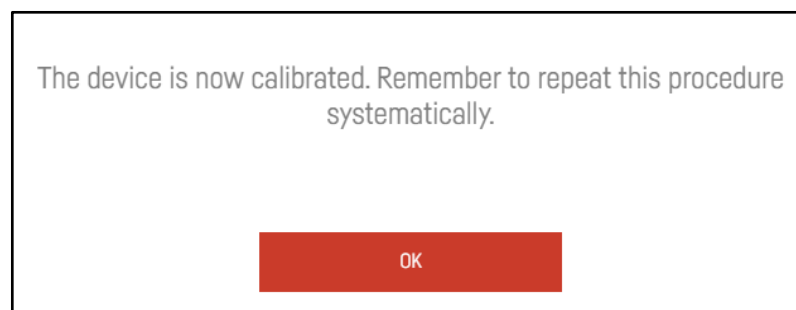 The device is now calibrated. Remember to repeat this procedure
systematically.
OK